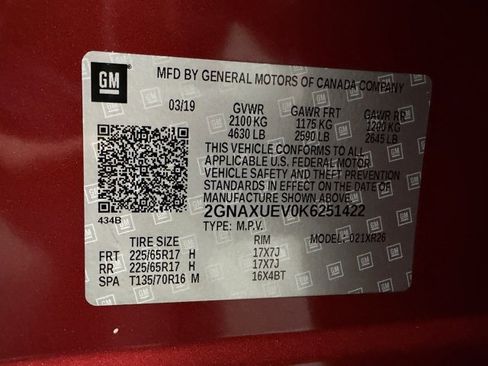 GM
MFD BY GENERAL MOTORS OF CANADA COMPANY
03/19 GVWR GAWR FRT GAWR RR
2100 KG 1175 KG 1200 KG
4630 LB 2590 LB 2645 LB
THIS VEHICLE CONFORMS TO ALL
APPLICABLE U.S. FEDERAL MOTOR
VEHICLE SAFETY AND THEFT PREVENTION
STANDARDS IN EFFECT ON THE DATE OF
MANUFACTURE SHOWN ABOVE.
2GNAXUEV0K6251422
434B TYPE: M.P.V.
TIRE SIZE RIM MODEL: 021XR26
FRT 225/65R17 H 17X7J
RR 225/65R17 H 17X7J
SPA T135/70R16 M 16X4BT